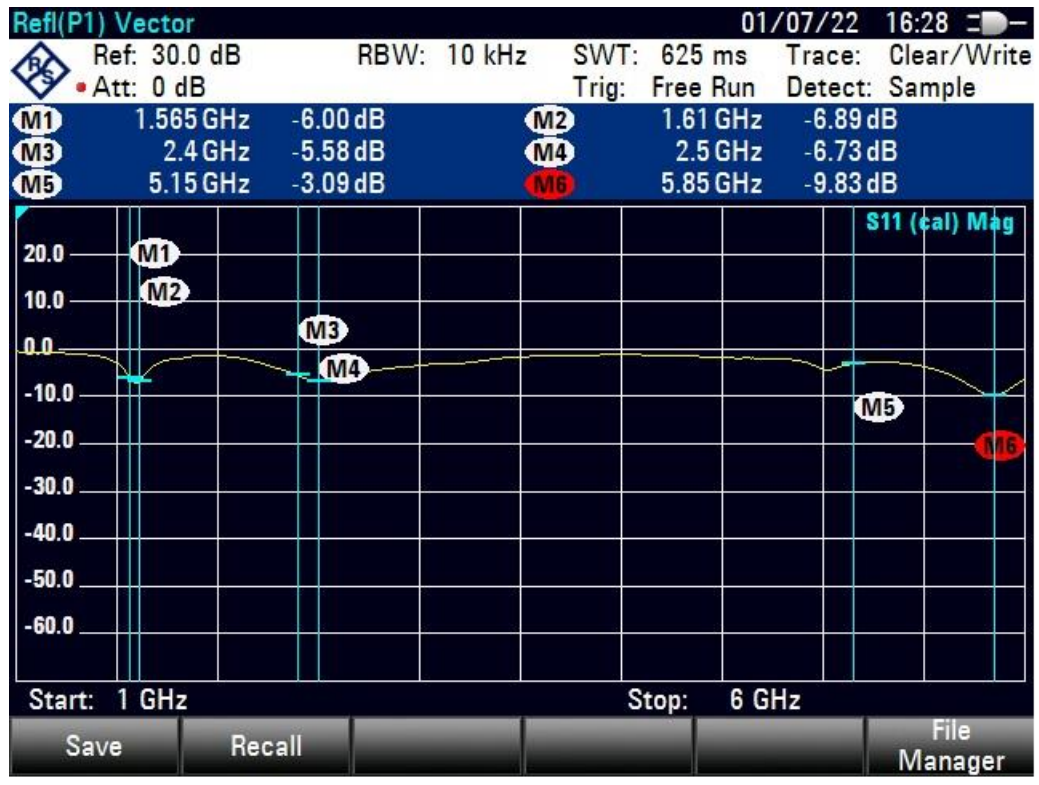 Refl(P1) Vector 01/07/22 16:28
R&S Ref: 30.0 dB RBW: 10 kHz SWT: 625 ms Trace: Clear/Write
Att: 0 dB Trig: Free Run Detect: Sample
M1 1.565 GHz -6.00 dB M2 1.61 GHz -6.89 dB
M3 2.4 GHz -5.58 dB M4 2.5 GHz -6.73 dB
M5 5.15 GHz -3.09 dB M6 5.85 GHz -9.83 dB
S11 (cal) Mag
20.0 M1
10.0 M2
M3
0.0
M4
-10.0
M5
-20.0 M6
-30.0
-40.0
-50.0
-60.0
Start: 1 GHz Stop: 6 GHz
Save Recall File
Manager